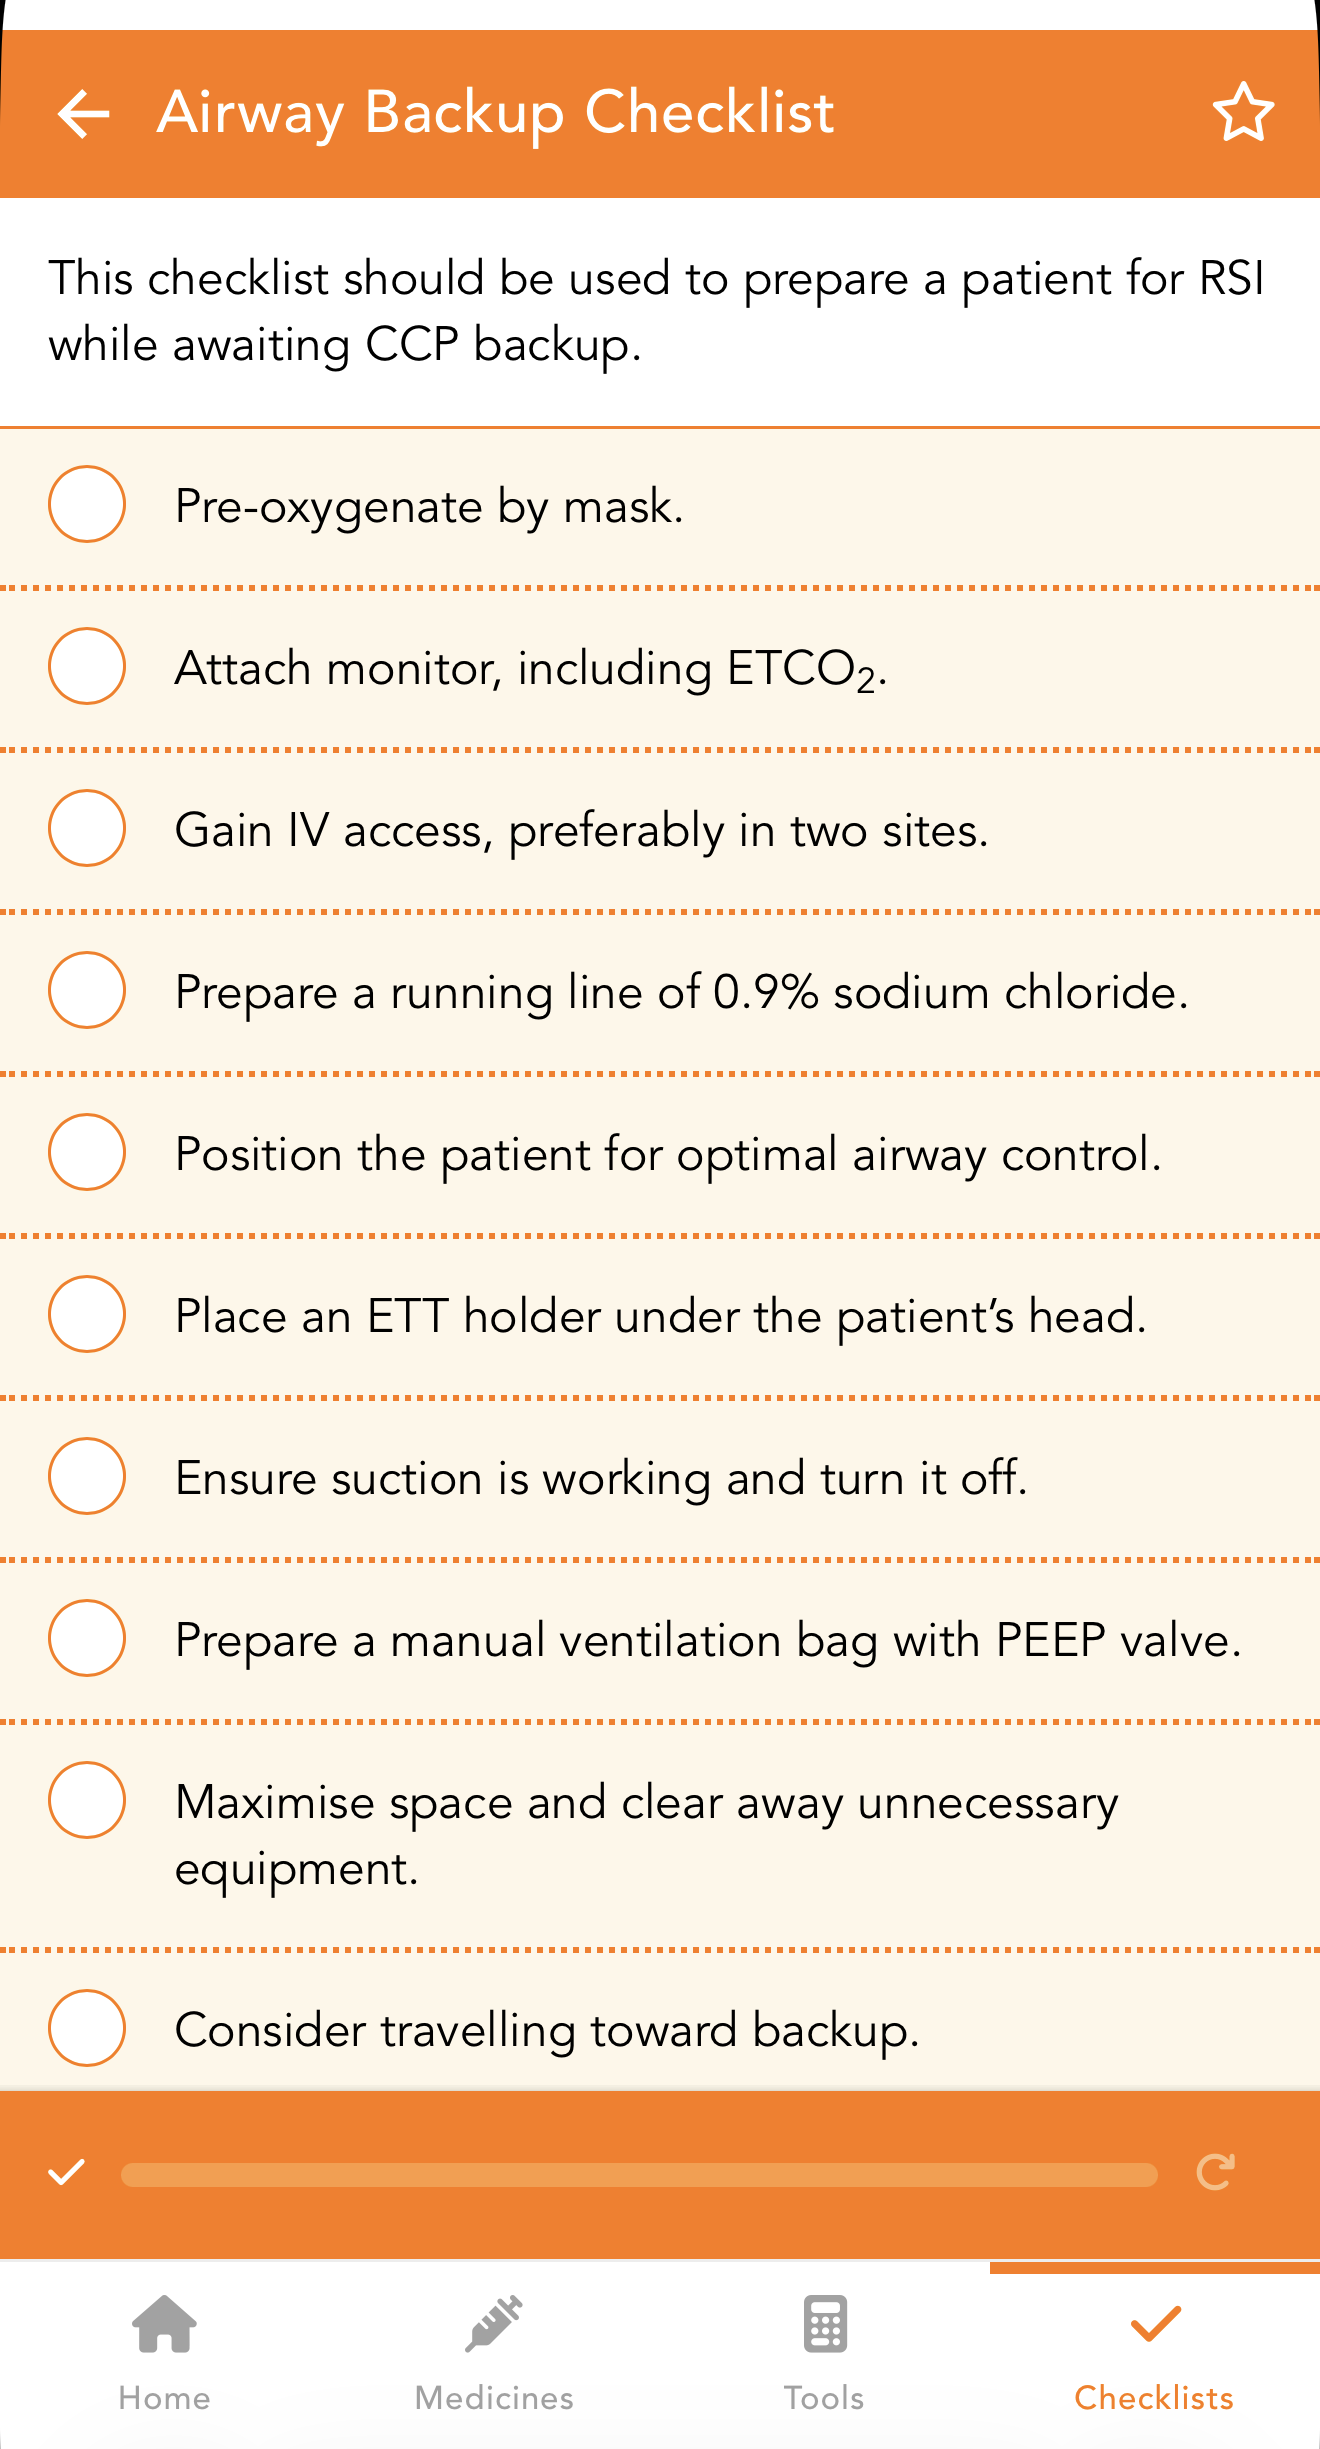 Airway Backup Checklist
This checklist should be used to prepare a patient for RSI
while awaiting CCP backup.
Pre-oxygenate by mask.
Attach monitor, including ETCO₂.
Gain IV access, preferably in two sites.
Prepare a running line of 0.9% sodium chloride.
Position the patient for optimal airway control.
Place an ETT holder under the patient’s head.
Ensure suction is working and turn it off.
Prepare a manual ventilation bag with PEEP valve.
Maximise space and clear away unnecessary
equipment.
Consider travelling toward backup.
Home
Medicines
Tools
Checklists